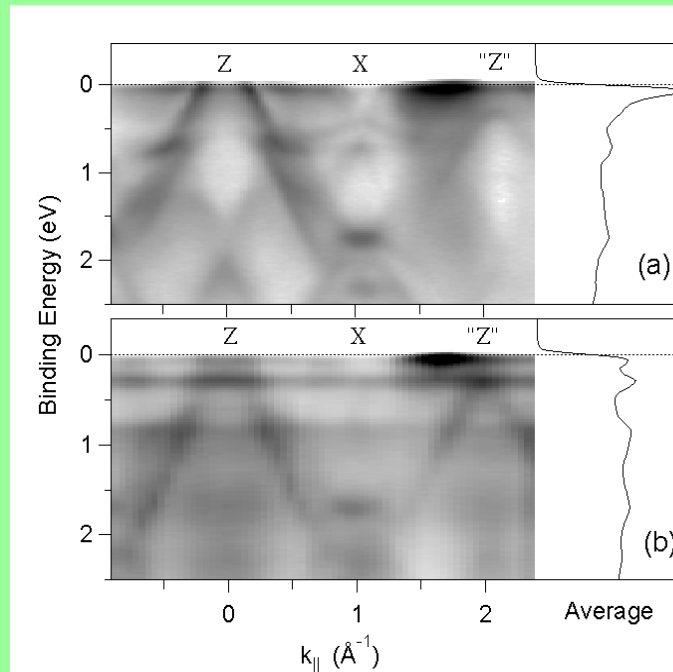 Z X "Z"
0
1
2
(a)
Z X "Z"
0
1
2
(b)
Binding Energy (eV)
0 1 2 Average
k|| (Å⁻¹)